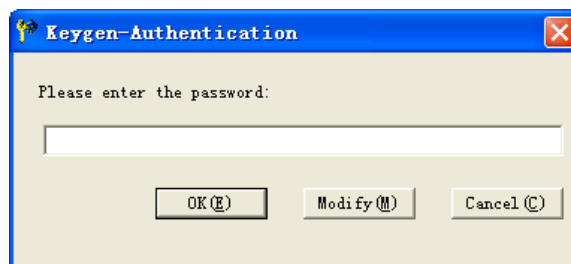 Keygen-Authentication
Please enter the password:
OK(E)
Modify(M)
Cancel(C)